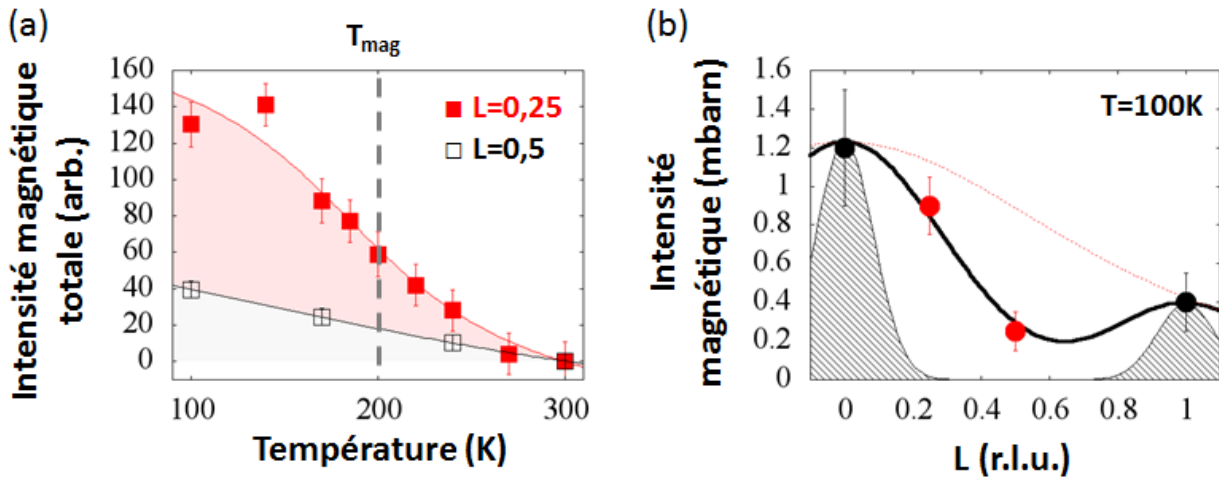 (a)
T_mag
Intensité magnétique
totale (arb.)
160
140
120
100
80
60
40
20
0
L=0,25
L=0,5
100
200
300
Température (K)
(b)
Intensité
magnétique (mbarn)
1.6
1.4
1.2
1
0.8
0.6
0.4
0.2
0
T=100K
0
0.2
0.4
0.6
0.8
1
L (r.l.u.)